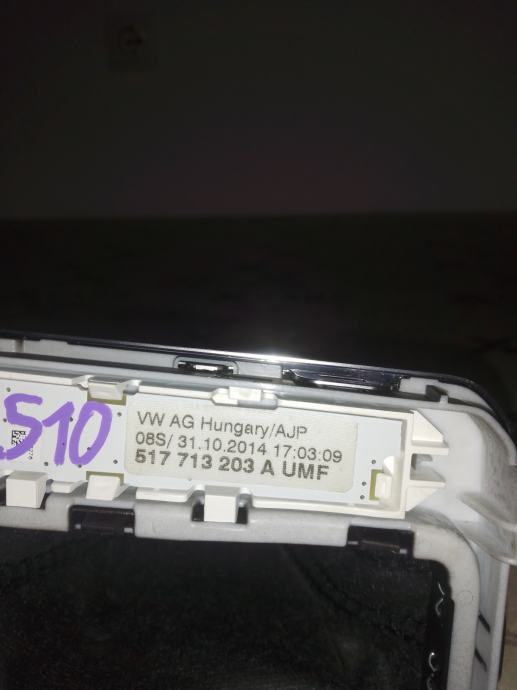 510
VW AG Hungary/AJP
08S/ 31.10.2014 17:03:09
517 713 203 A UMF